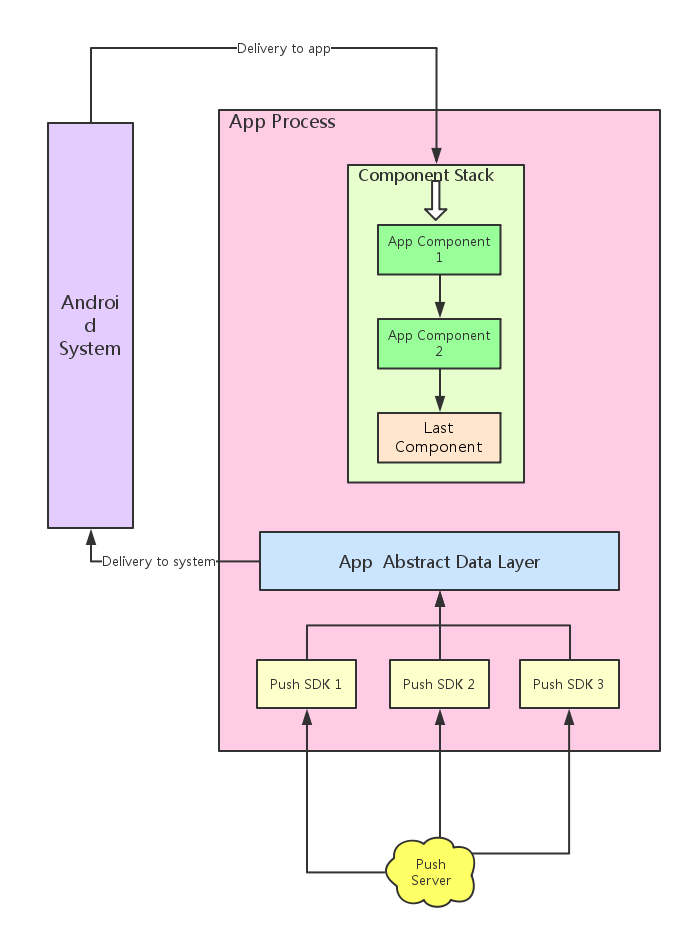 Delivery to app
App Process
Component Stack
App Component
1
App Component
2
Last
Component
Androi
d
System
Delivery to system
App  Abstract Data Layer
Push SDK 1
Push SDK 2
Push SDK 3
Push
Server